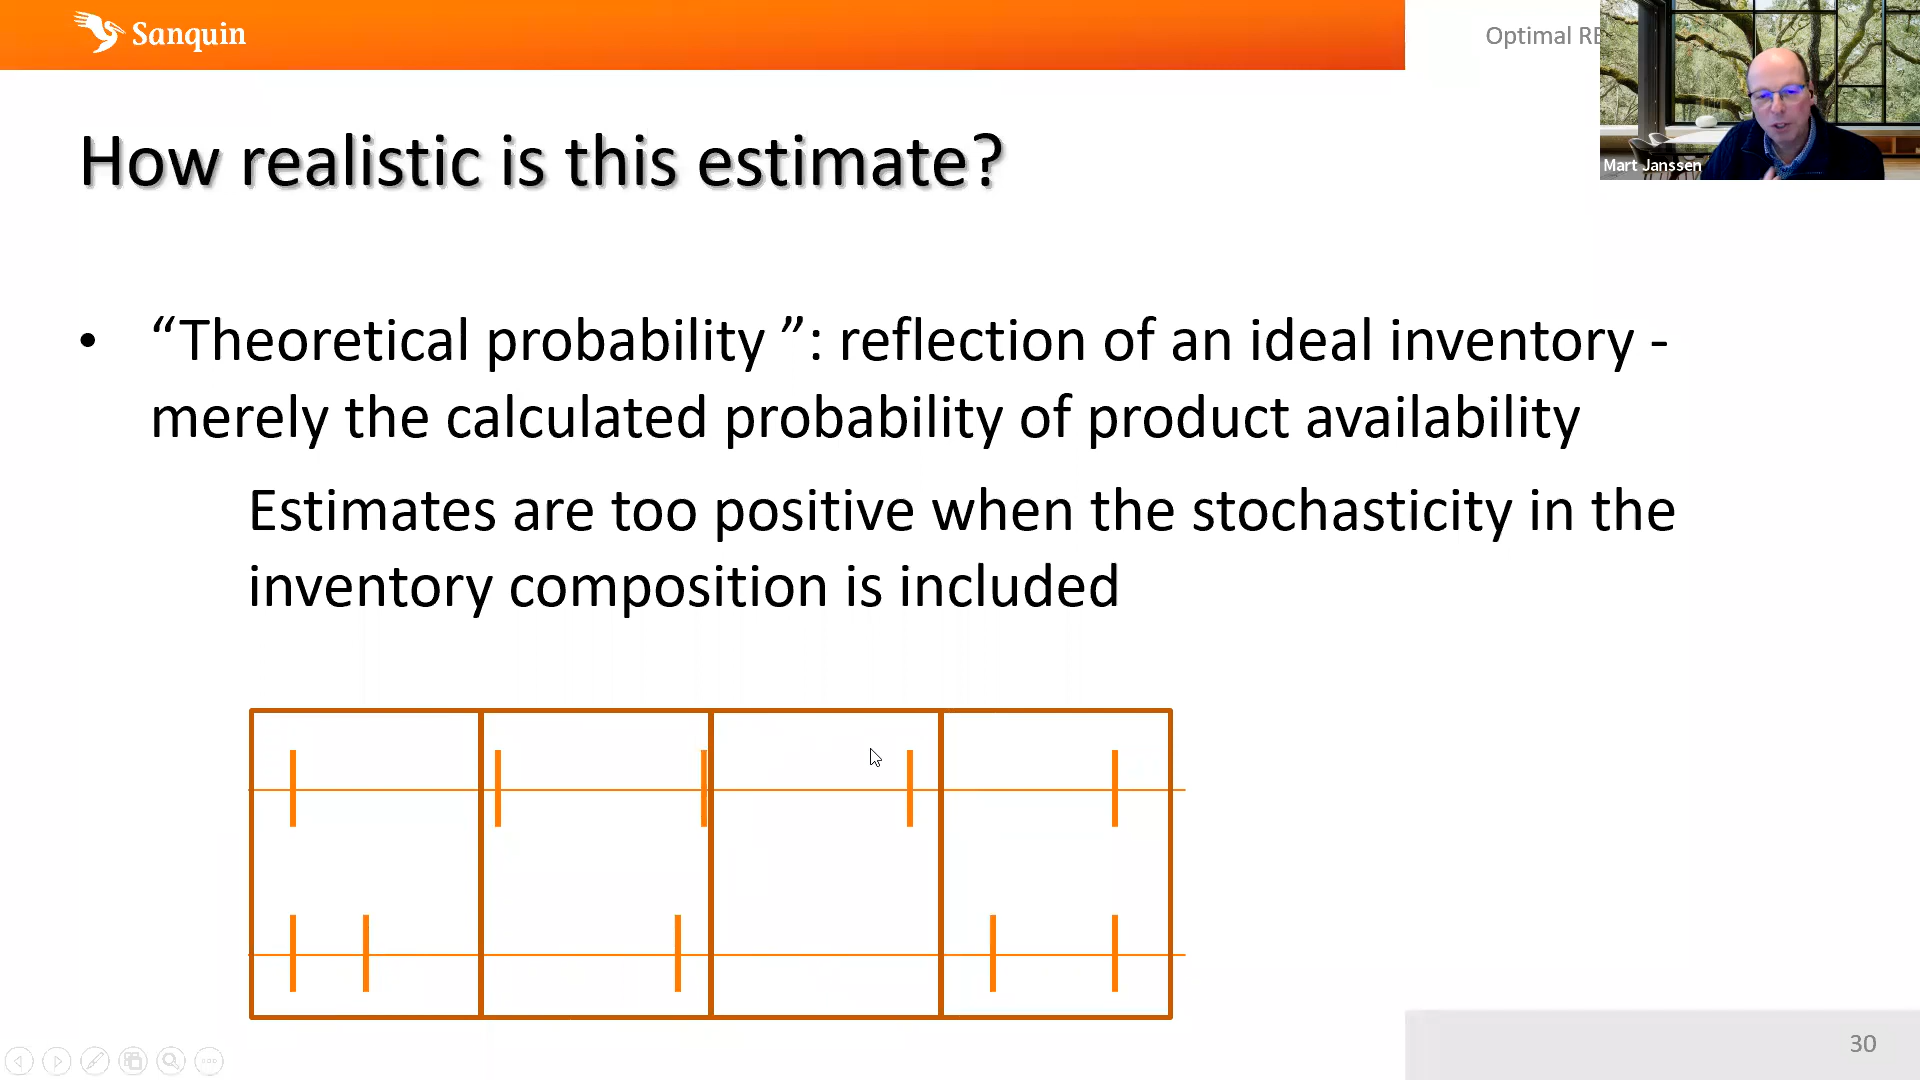 Sanquin
Optimal RE
Mart Janssen
How realistic is this estimate?
• “Theoretical probability ”: reflection of an ideal inventory -
merely the calculated probability of product availability
Estimates are too positive when the stochasticity in the
inventory composition is included
30